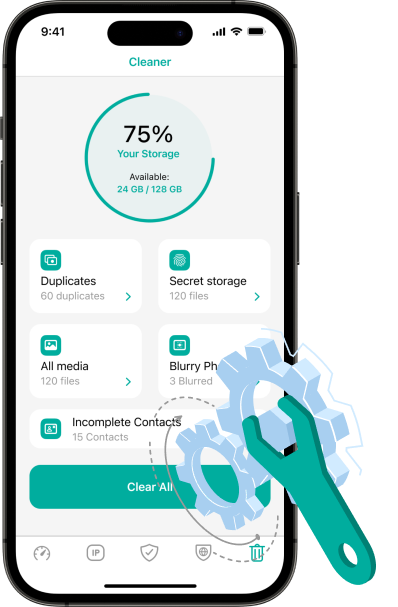 9:41
Cleaner
75%
Your Storage
Available:
24 GB / 128 GB
Duplicates
60 duplicates
Secret storage
120 files
All media
120 files
Blurry Ph
3 Blurred
Incomplete Contacts
15 Contacts
Clear All
IP